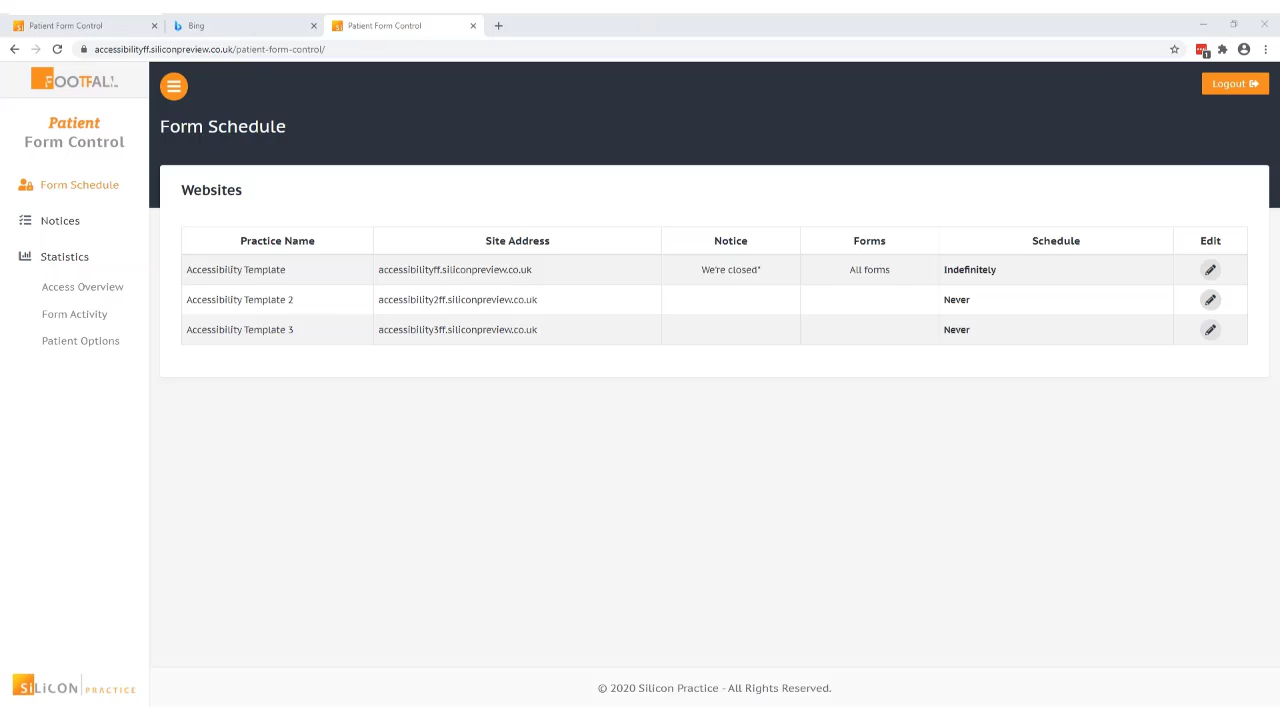 Patient Form Control
Bing
Patient Form Control
accessibilityff.siliconpreview.co.uk/patient-form-control/
1
FOOTFALL
Patient
Form Control
Form Schedule
Notices
Statistics
Access Overview
Form Activity
Patient Options
SiLiCON PRACTICE
Logout
Form Schedule
Websites
Practice Name Site Address Notice Forms Schedule Edit
Accessibility Template accessibilityff.siliconpreview.co.uk We're closed* All forms Indefinitely
Accessibility Template 2 accessibility2ff.siliconpreview.co.uk Never
Accessibility Template 3 accessibility3ff.siliconpreview.co.uk Never
© 2020 Silicon Practice - All Rights Reserved.